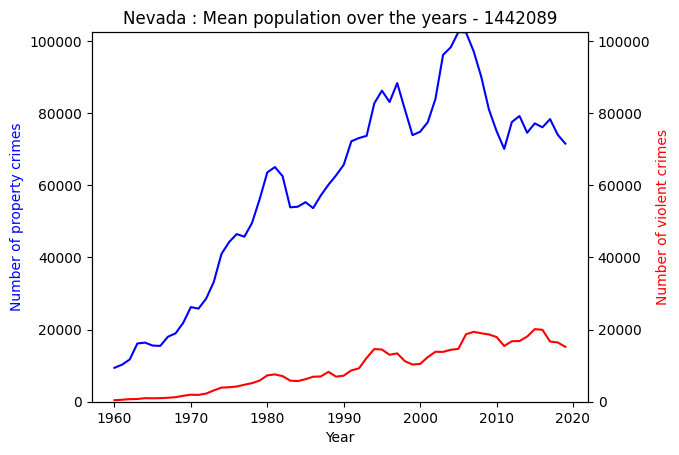 Nevada : Mean population over the years - 1442089
100000
80000
60000
40000
20000
0
Number of property crimes
100000
80000
60000
40000
20000
0
Number of violent crimes
1960 1970 1980 1990 2000 2010 2020
Year